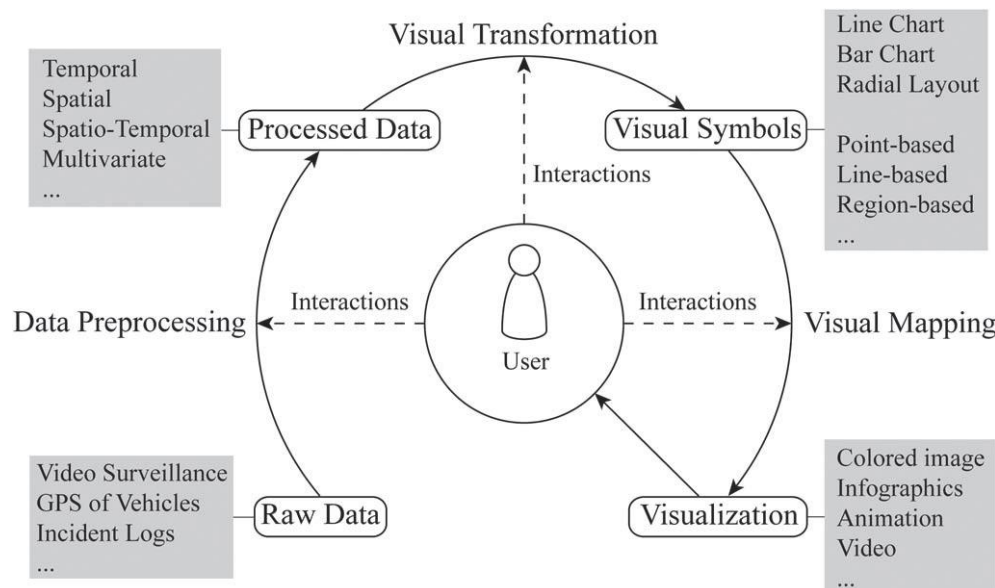 Visual Transformation
Temporal
Spatial
Spatio-Temporal
Multivariate
...
Processed Data
Visual Symbols
Line Chart
Bar Chart
Radial Layout
Point-based
Line-based
Region-based
...
Interactions
Data Preprocessing
Interactions
Interactions
Visual Mapping
User
Video Surveillance
GPS of Vehicles
Incident Logs
...
Raw Data
Visualization
Colored image
Infographics
Animation
Video
...